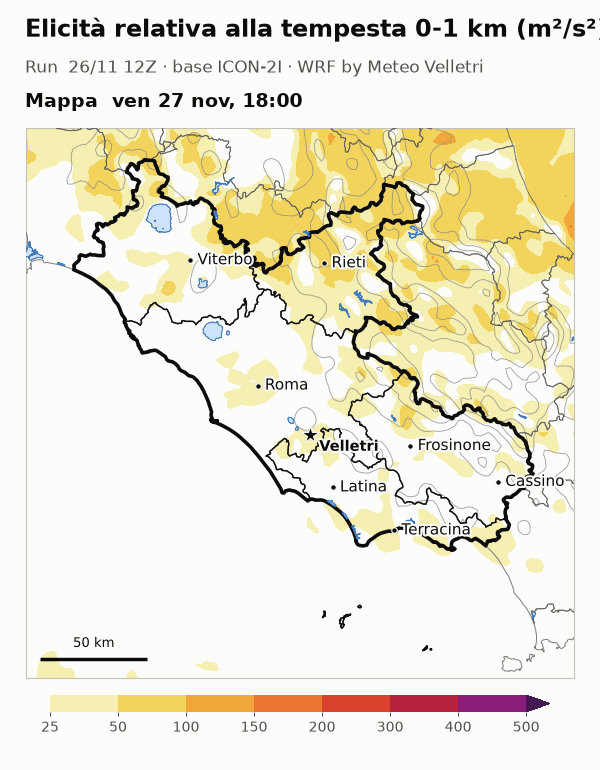 Elicità relativa alla tempesta 0-1 km (m²/s²)
Run  26/11 12Z · base ICON-2I · WRF by Meteo Velletri
Mappa  ven 27 nov, 18:00
Viterbo
Rieti
Roma
Velletri
Frosinone
Cassino
Latina
Terracina
50 km
25 50 100 150 200 300 400 500